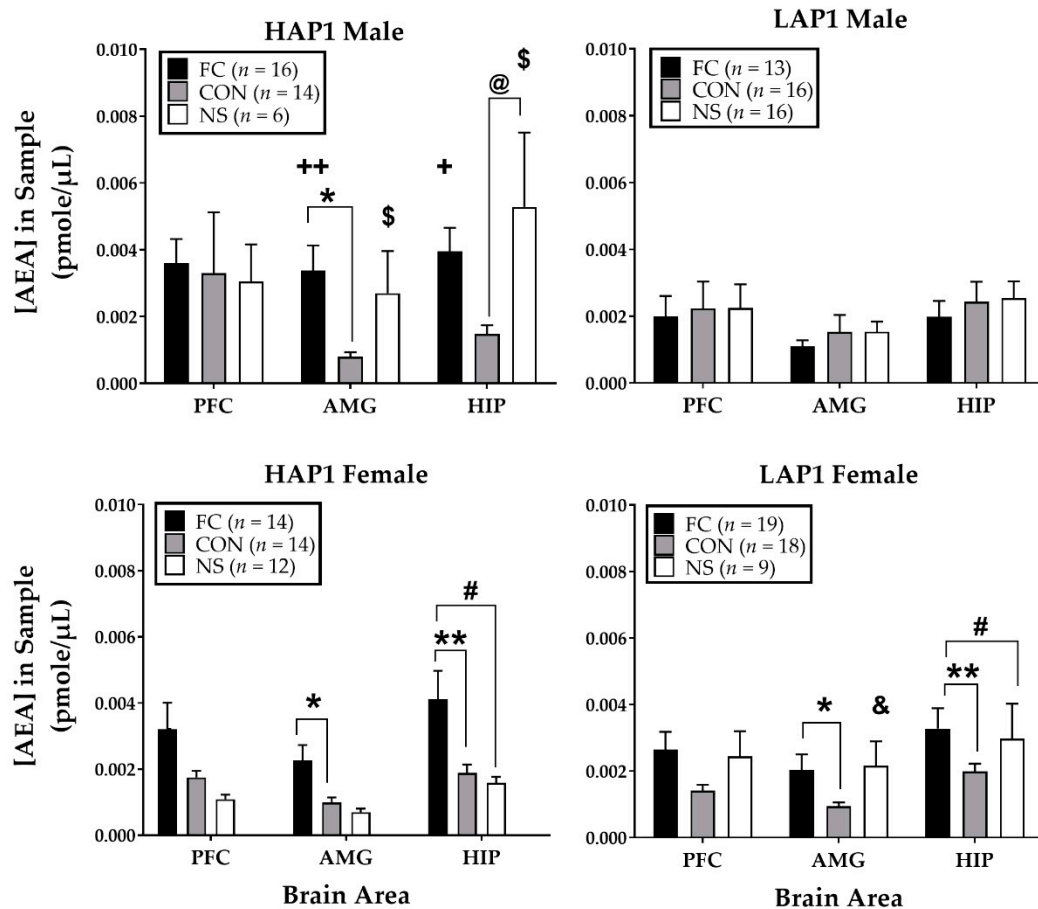 HAP1 Male
[AEA] in Sample
(pmole/μL)
0.010
0.008
0.006
0.004
0.002
0.000
FC (n = 16)
CON (n = 14)
NS (n = 6)
++
*
$
+
@
$
PFC AMG HIP
LAP1 Male
0.010
0.008
0.006
0.004
0.002
0.000
FC (n = 13)
CON (n = 16)
NS (n = 16)
PFC AMG HIP
HAP1 Female
[AEA] in Sample
(pmole/μL)
0.010
0.008
0.006
0.004
0.002
0.000
FC (n = 14)
CON (n = 14)
NS (n = 12)
*
#
**
PFC AMG HIP
Brain Area
LAP1 Female
0.010
0.008
0.006
0.004
0.002
0.000
FC (n = 19)
CON (n = 18)
NS (n = 9)
*
&
#
**
PFC AMG HIP
Brain Area